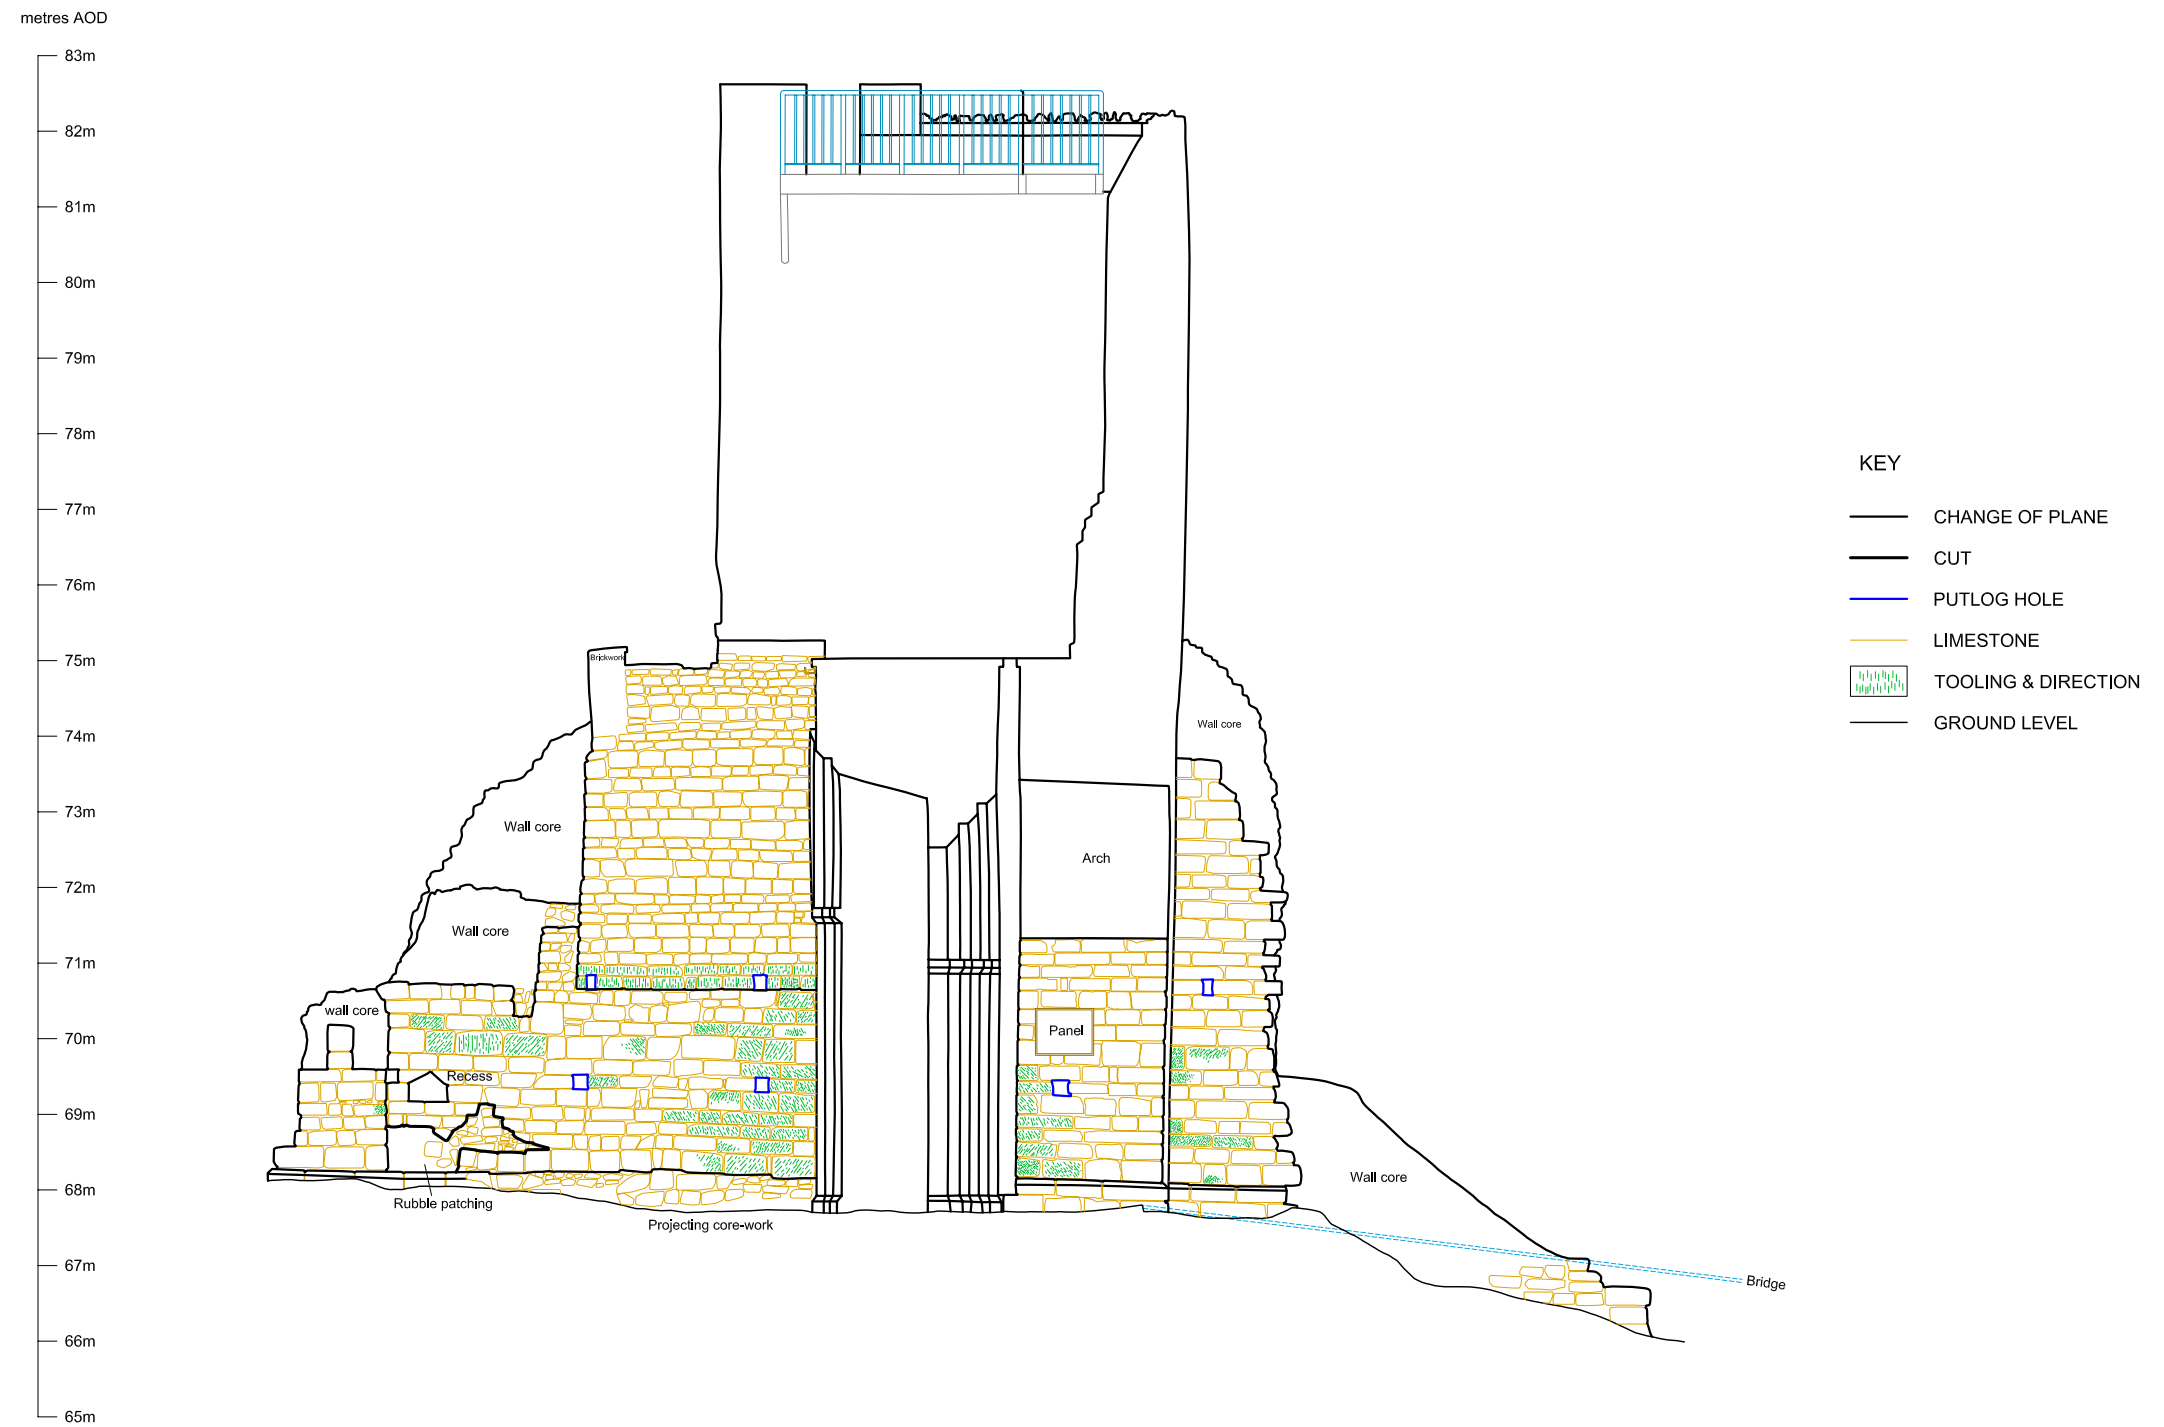 metres AOD
83m
82m
81m
80m
79m
78m
77m
76m
75m
74m
73m
72m
71m
70m
69m
68m
67m
66m
65m
Brickwork
Wall core
Wall core
Wall core
Arch
wall core
Panel
Recess
Rubble patching
Projecting core-work
Wall core
Bridge
KEY
CHANGE OF PLANE
CUT
PUTLOG HOLE
LIMESTONE
TOOLING & DIRECTION
GROUND LEVEL